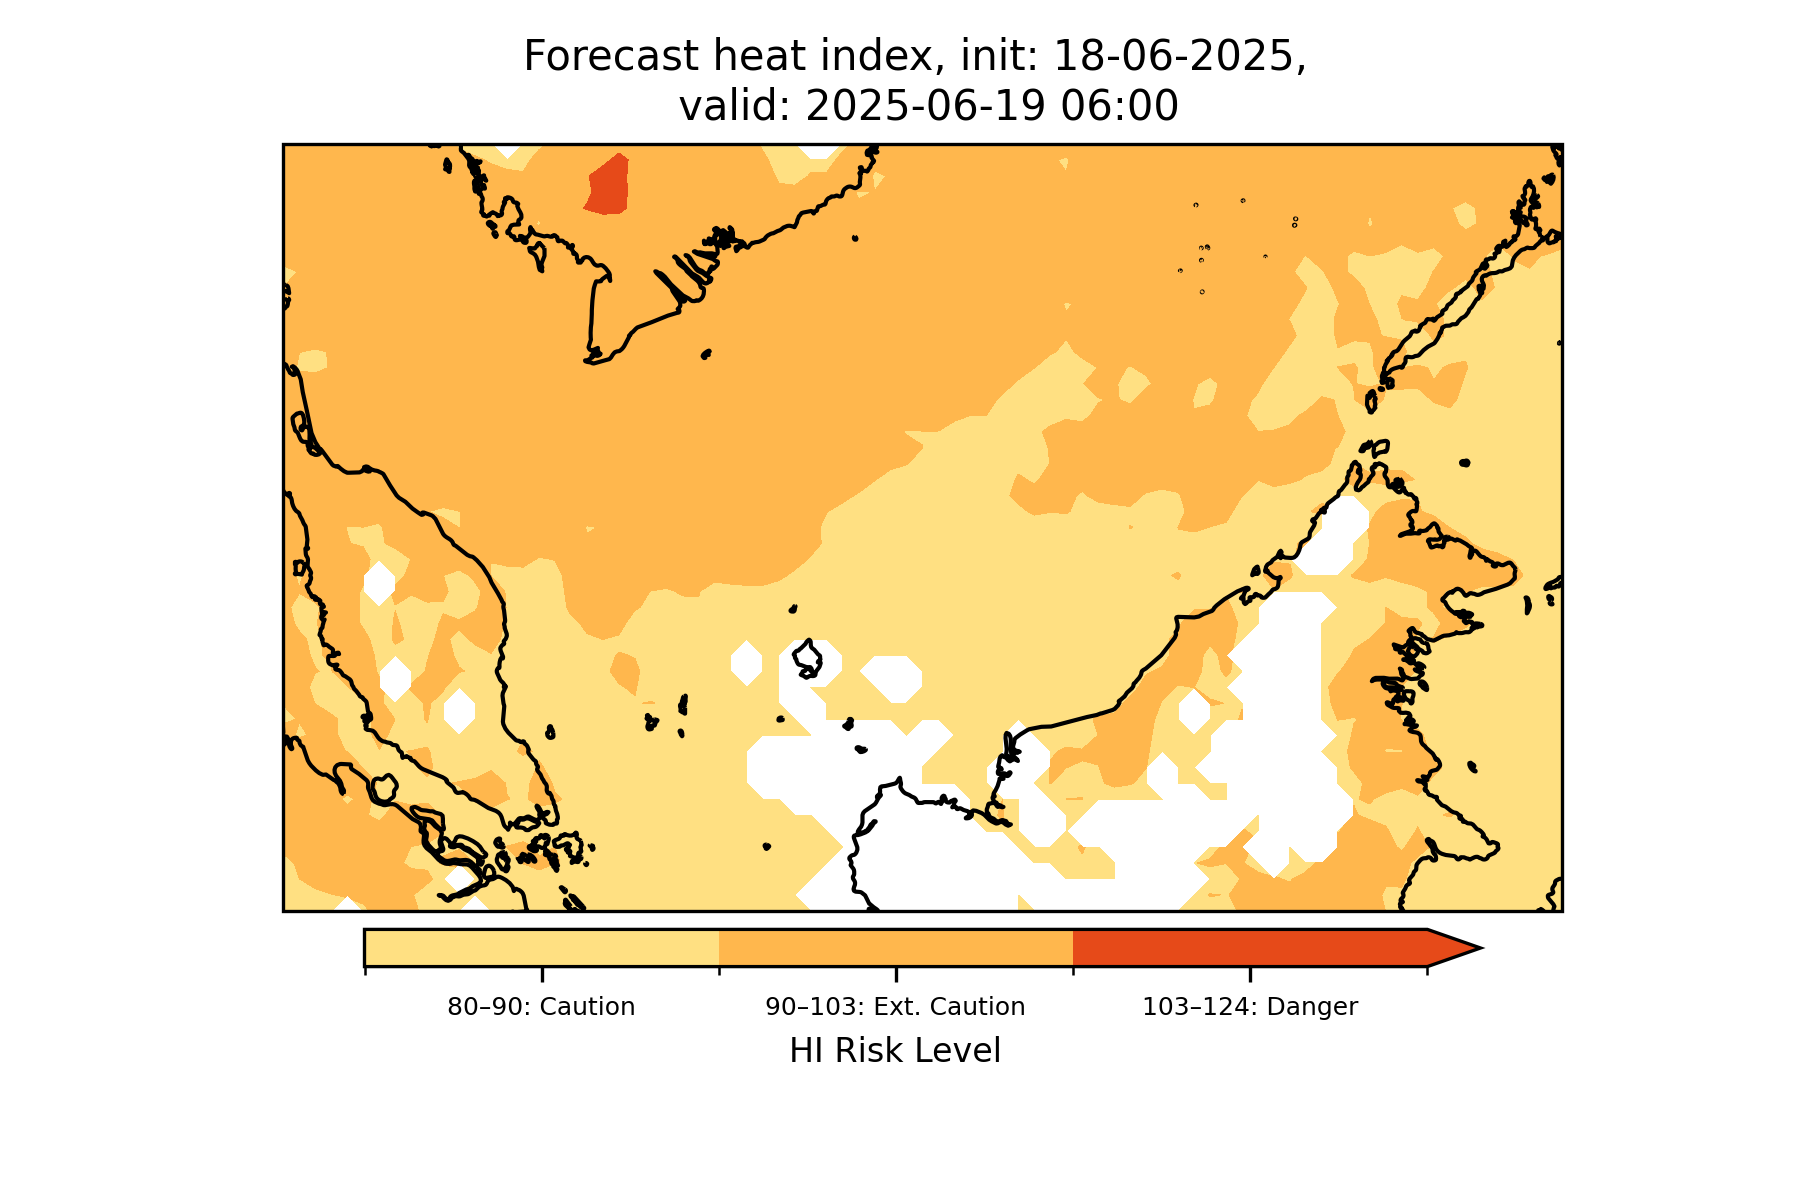 Forecast heat index, init: 18-06-2025,
valid: 2025-06-19 06:00
80–90: Caution
90–103: Ext. Caution
103–124: Danger
HI Risk Level